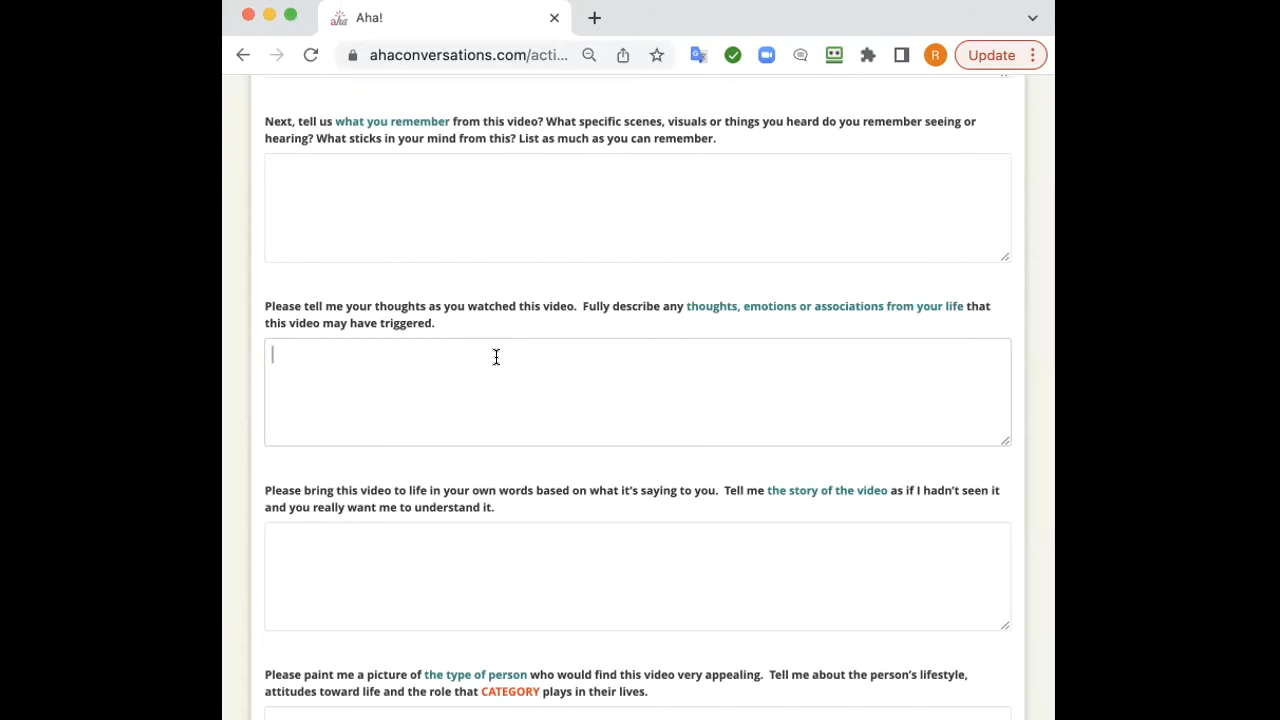 aha Aha!
ahaconversations.com/acti...
R
Update
Next, tell us what you remember from this video? What specific scenes, visuals or things you heard do you remember seeing or
hearing? What sticks in your mind from this? List as much as you can remember.
Please tell me your thoughts as you watched this video. Fully describe any thoughts, emotions or associations from your life that
this video may have triggered.
Please bring this video to life in your own words based on what it's saying to you. Tell me the story of the video as if I hadn't seen it
and you really want me to understand it.
Please paint me a picture of the type of person who would find this video very appealing. Tell me about the person's lifestyle,
attitudes toward life and the role that CATEGORY plays in their lives.